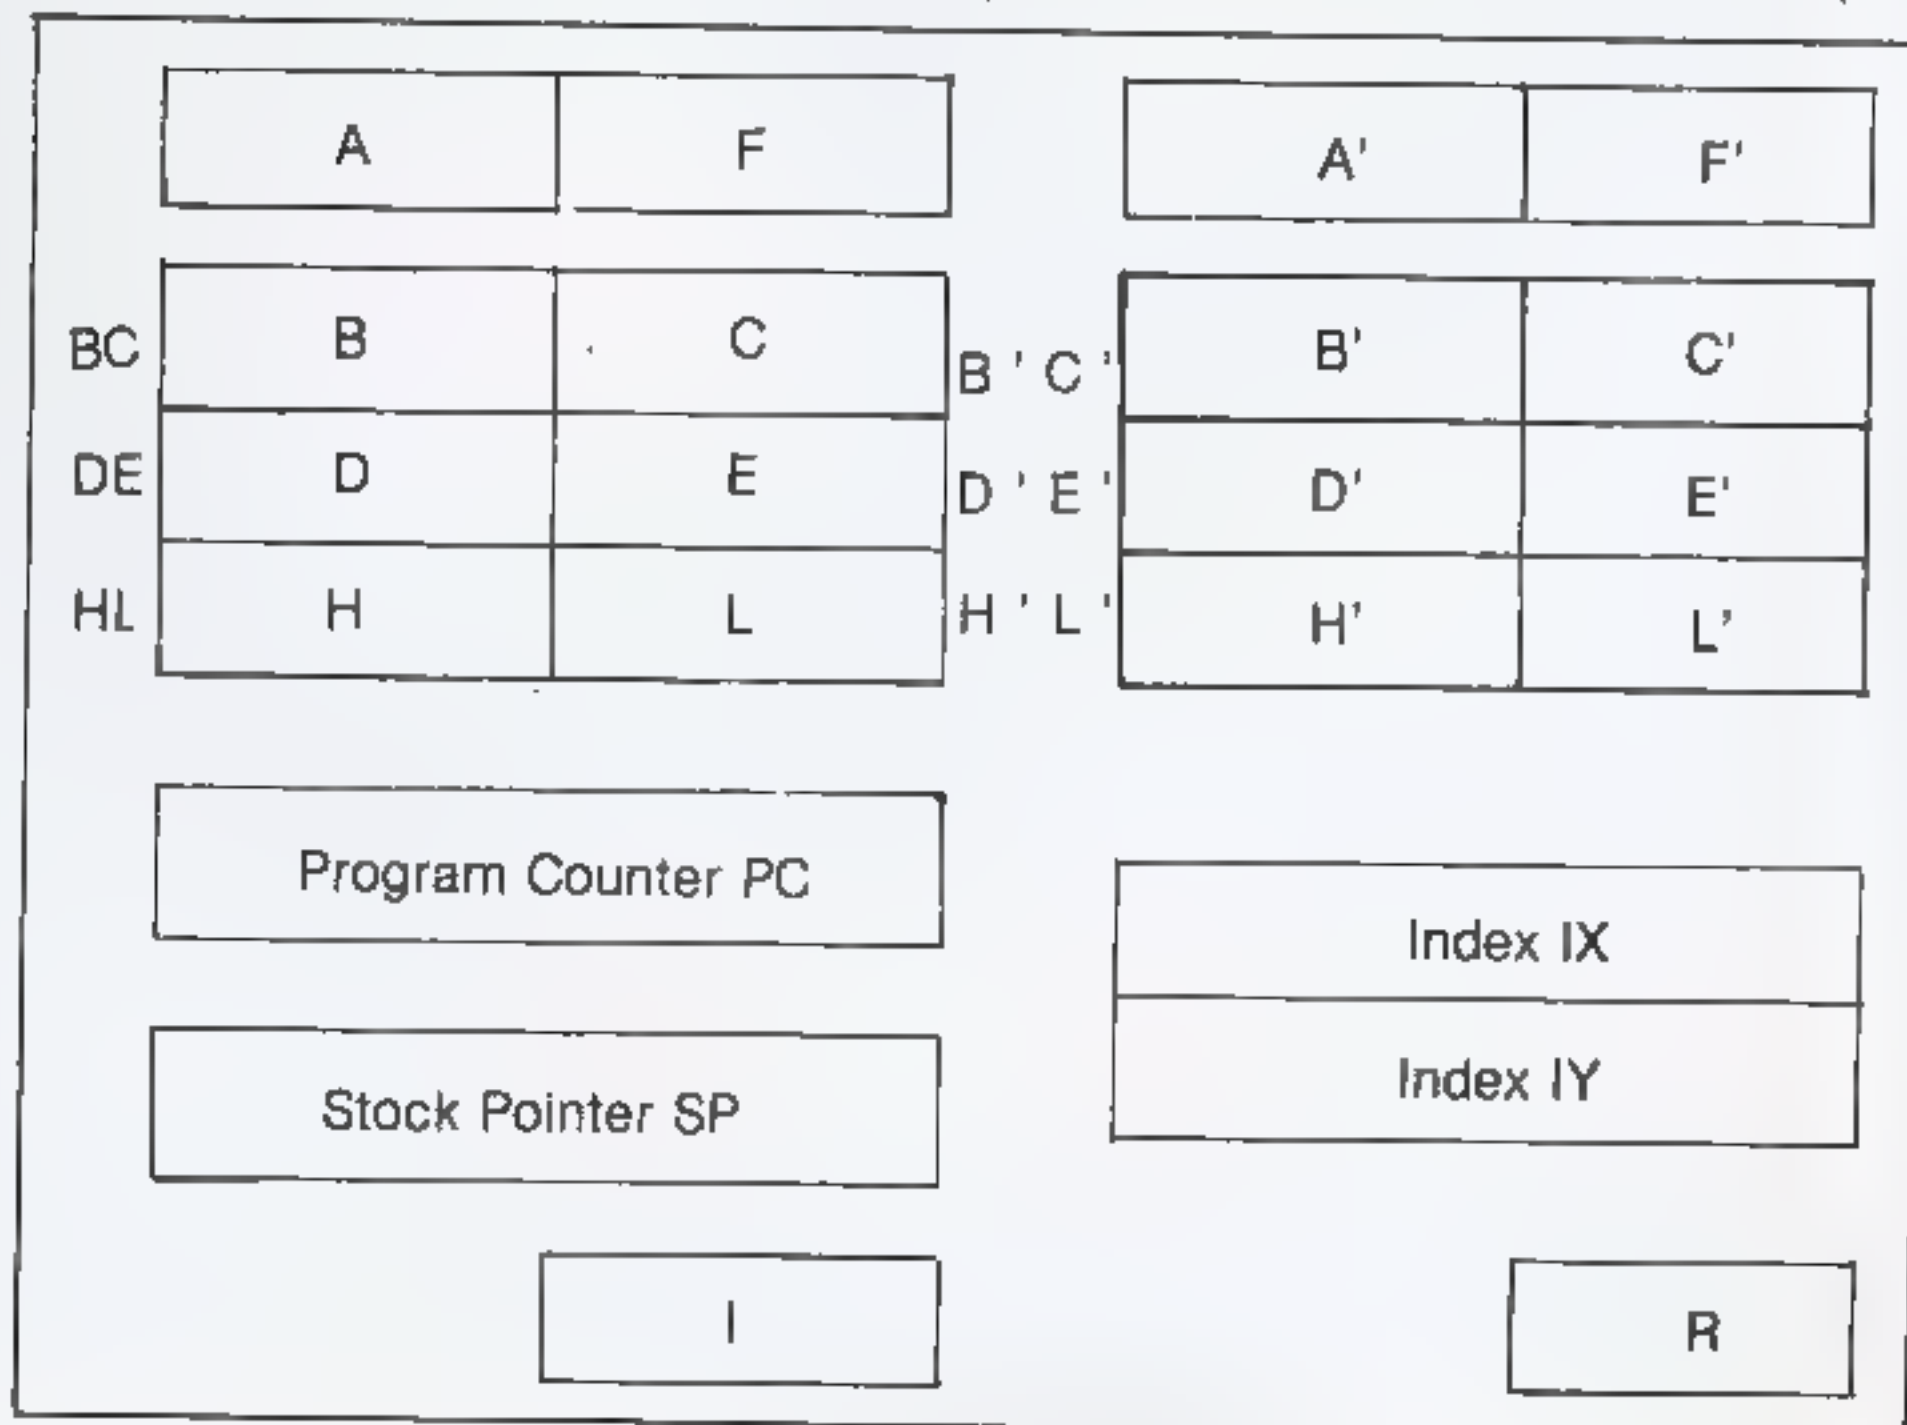 A F A' F'
BC B C B ' C ' B' C'
DE D E D ' E ' D' E'
HL H L H ' L ' H' L'
Program Counter PC
Index IX
Stock Pointer SP
Index IY
I R